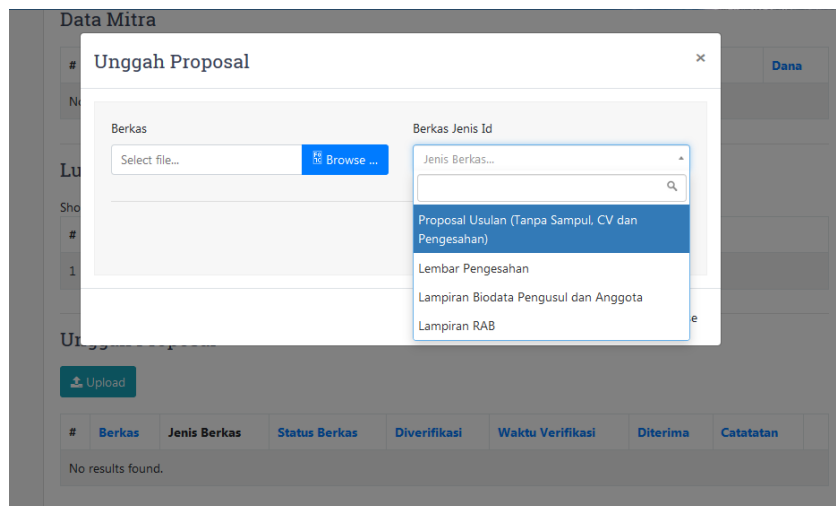 Data Mitra
Unggah Proposal ×
# Dana
No
Berkas Berkas Jenis Id
Select file... Browse ... Jenis Berkas...
Lu
Sho
Proposal Usulan (Tanpa Sampul, CV dan
Pengesahan)
#
Lembar Pengesahan
1
Lampiran Biodata Pengusul dan Anggota
Lampiran RAB
e
Upload
# Berkas Jenis Berkas Status Berkas Diverifikasi Waktu Verifikasi Diterima Catatatan
No results found.